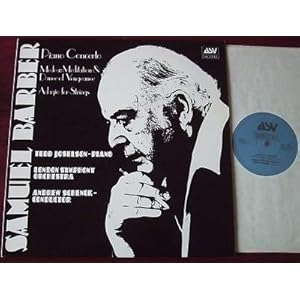 SAMUEL BARBER
Piano Concerto
Medea's Meditation &
Dance of Vengeance
Adagio for Strings
ASV
DIGITAL
TEDD JOSELSON-PIANO
LONDON SYMPHONY
ORCHESTRA
ANDREW SCHENCK-
CONDUCTOR
ASV